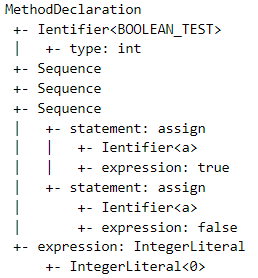 MethodDeclaration
+- Ientifier<BOOLEAN_TEST>
|   +- type: int
+- Sequence
+- Sequence
+- Sequence
|   +- statement: assign
|   |   +- Ientifier<a>
|   |   +- expression: true
|   +- statement: assign
|       +- Ientifier<a>
|       +- expression: false
+- expression: IntegerLiteral
    +- IntegerLiteral<0>